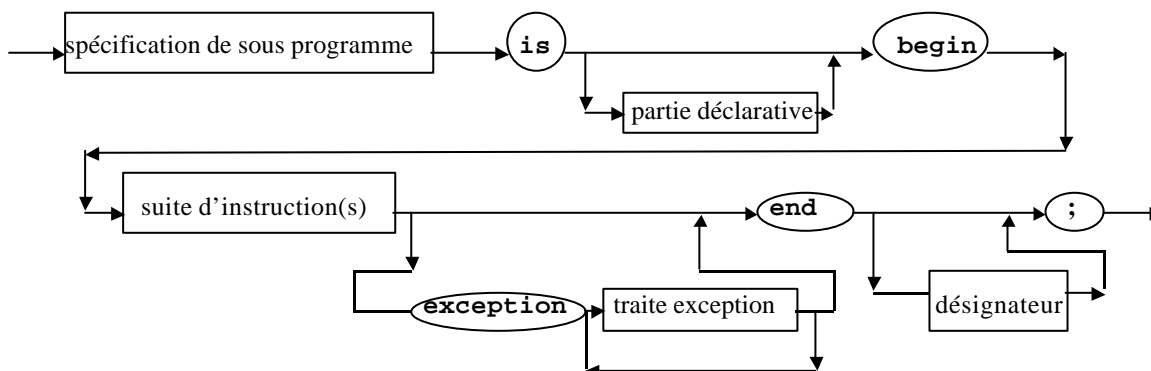 spécification de sous programme is begin
partie déclarative
suite d'instruction(s) end ;
exception traite exception désignateur